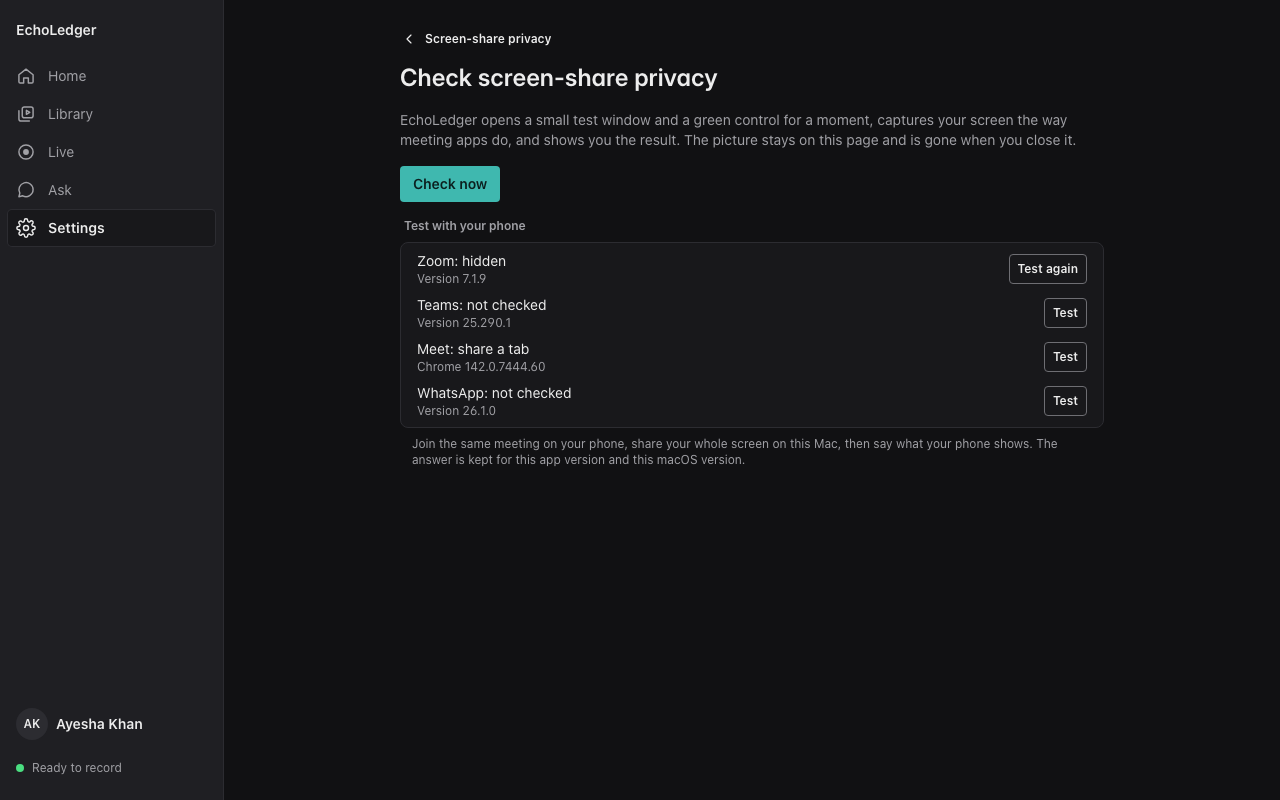 EchoLedger
Home
Library
Live
Ask
Settings
AK
Ayesha Khan
Ready to record
Screen-share privacy
Check screen-share privacy
EchoLedger opens a small test window and a green control for a moment, captures your screen the way
meeting apps do, and shows you the result. The picture stays on this page and is gone when you close it.
Check now
Test with your phone
Zoom: hidden
Version 7.1.9
Test again
Teams: not checked
Version 25.290.1
Test
Meet: share a tab
Chrome 142.0.7444.60
Test
WhatsApp: not checked
Version 26.1.0
Test
Join the same meeting on your phone, share your whole screen on this Mac, then say what your phone shows. The
answer is kept for this app version and this macOS version.